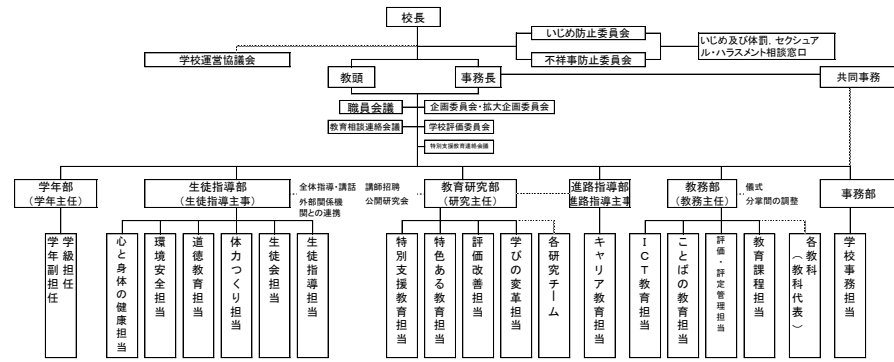 校長
いじめ防止委員会
いじめ及び体罰、セクシュア
ル・ハラスメント相談窓口
学校運営協議会
不祥事防止委員会
教頭
事務長
共同事務
職員会議
企画委員会・拡大企画委員会
教育相談連絡会議
学校評価委員会
特別支援教育連絡会議
学年部
(学年主任)
生徒指導部
(生徒指導主事)
全体指導・講話
外部関係機
関との連携
講師招聘
公開研究会
教育研究部
(研究主任)
進路指導部
進路指導主事
教務部
(教務主任)
儀式
分掌間の調整
事務部
学級担任
学年副担任
心と身体の健康担当
環境安全担当
道徳教育担当
体力つくり担当
生徒会担当
生徒指導担当
特別支援教育担当
特色ある教育担当
評価改善担当
学びの変革担当
各研究チーム
キャリア教育担当
ICT教育担当
ことばの教育担当
評価・評定管理担当
教育課程担当
各教科
(教科代表)
学校事務担当